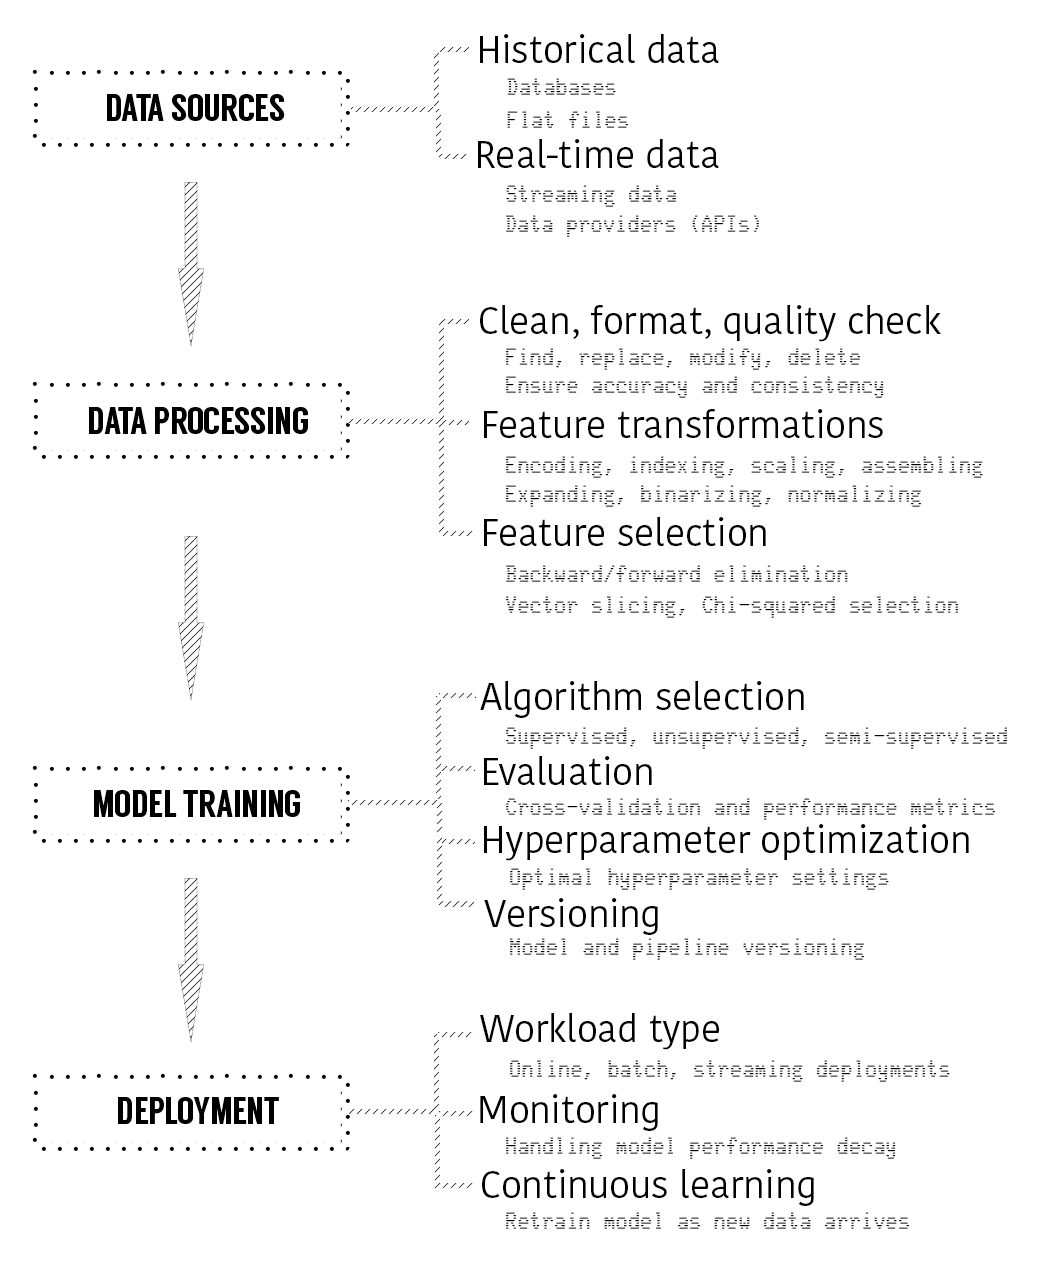 DATA SOURCES
Historical data
Databases
Flat files
Real-time data
Streaming data
Data providers (APIs)
DATA PROCESSING
Clean, format, quality check
Find, replace, modify, delete
Ensure accuracy and consistency
Feature transformations
Encoding, indexing, scaling, assembling
Expanding, binarizing, normalizing
Feature selection
Backward/forward elimination
Vector slicing, Chi-squared selection
MODEL TRAINING
Algorithm selection
Supervised, unsupervised, semi-supervised
Evaluation
Cross-validation and performance metrics
Hyperparameter optimization
Optimal hyperparameter settings
Versioning
Model and pipeline versioning
DEPLOYMENT
Workload type
Online, batch, streaming deployments
Monitoring
Handling model performance decay
Continuous learning
Retrain model as new data arrives